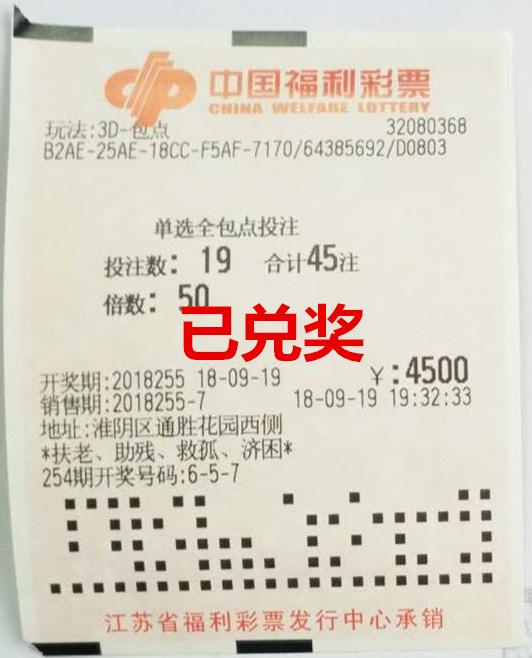 中国福利彩票
CHINA WELFARE LOTTERY
玩法:3D-包点 32080368
B2AE-25AE-18CC-F5AF-7170/64385692/D0803
单选全包点投注
投注数: 19 合计45注
倍数: 50
已兑奖
开奖期:2018255 18-09-19 ¥:4500
销售期:2018255-7 18-09-19 19:32:33
地址:淮阴区通胜花园西侧
*扶老、助残、救孤、济困*
254期开奖号码:6-5-7
江苏省福利彩票发行中心承销